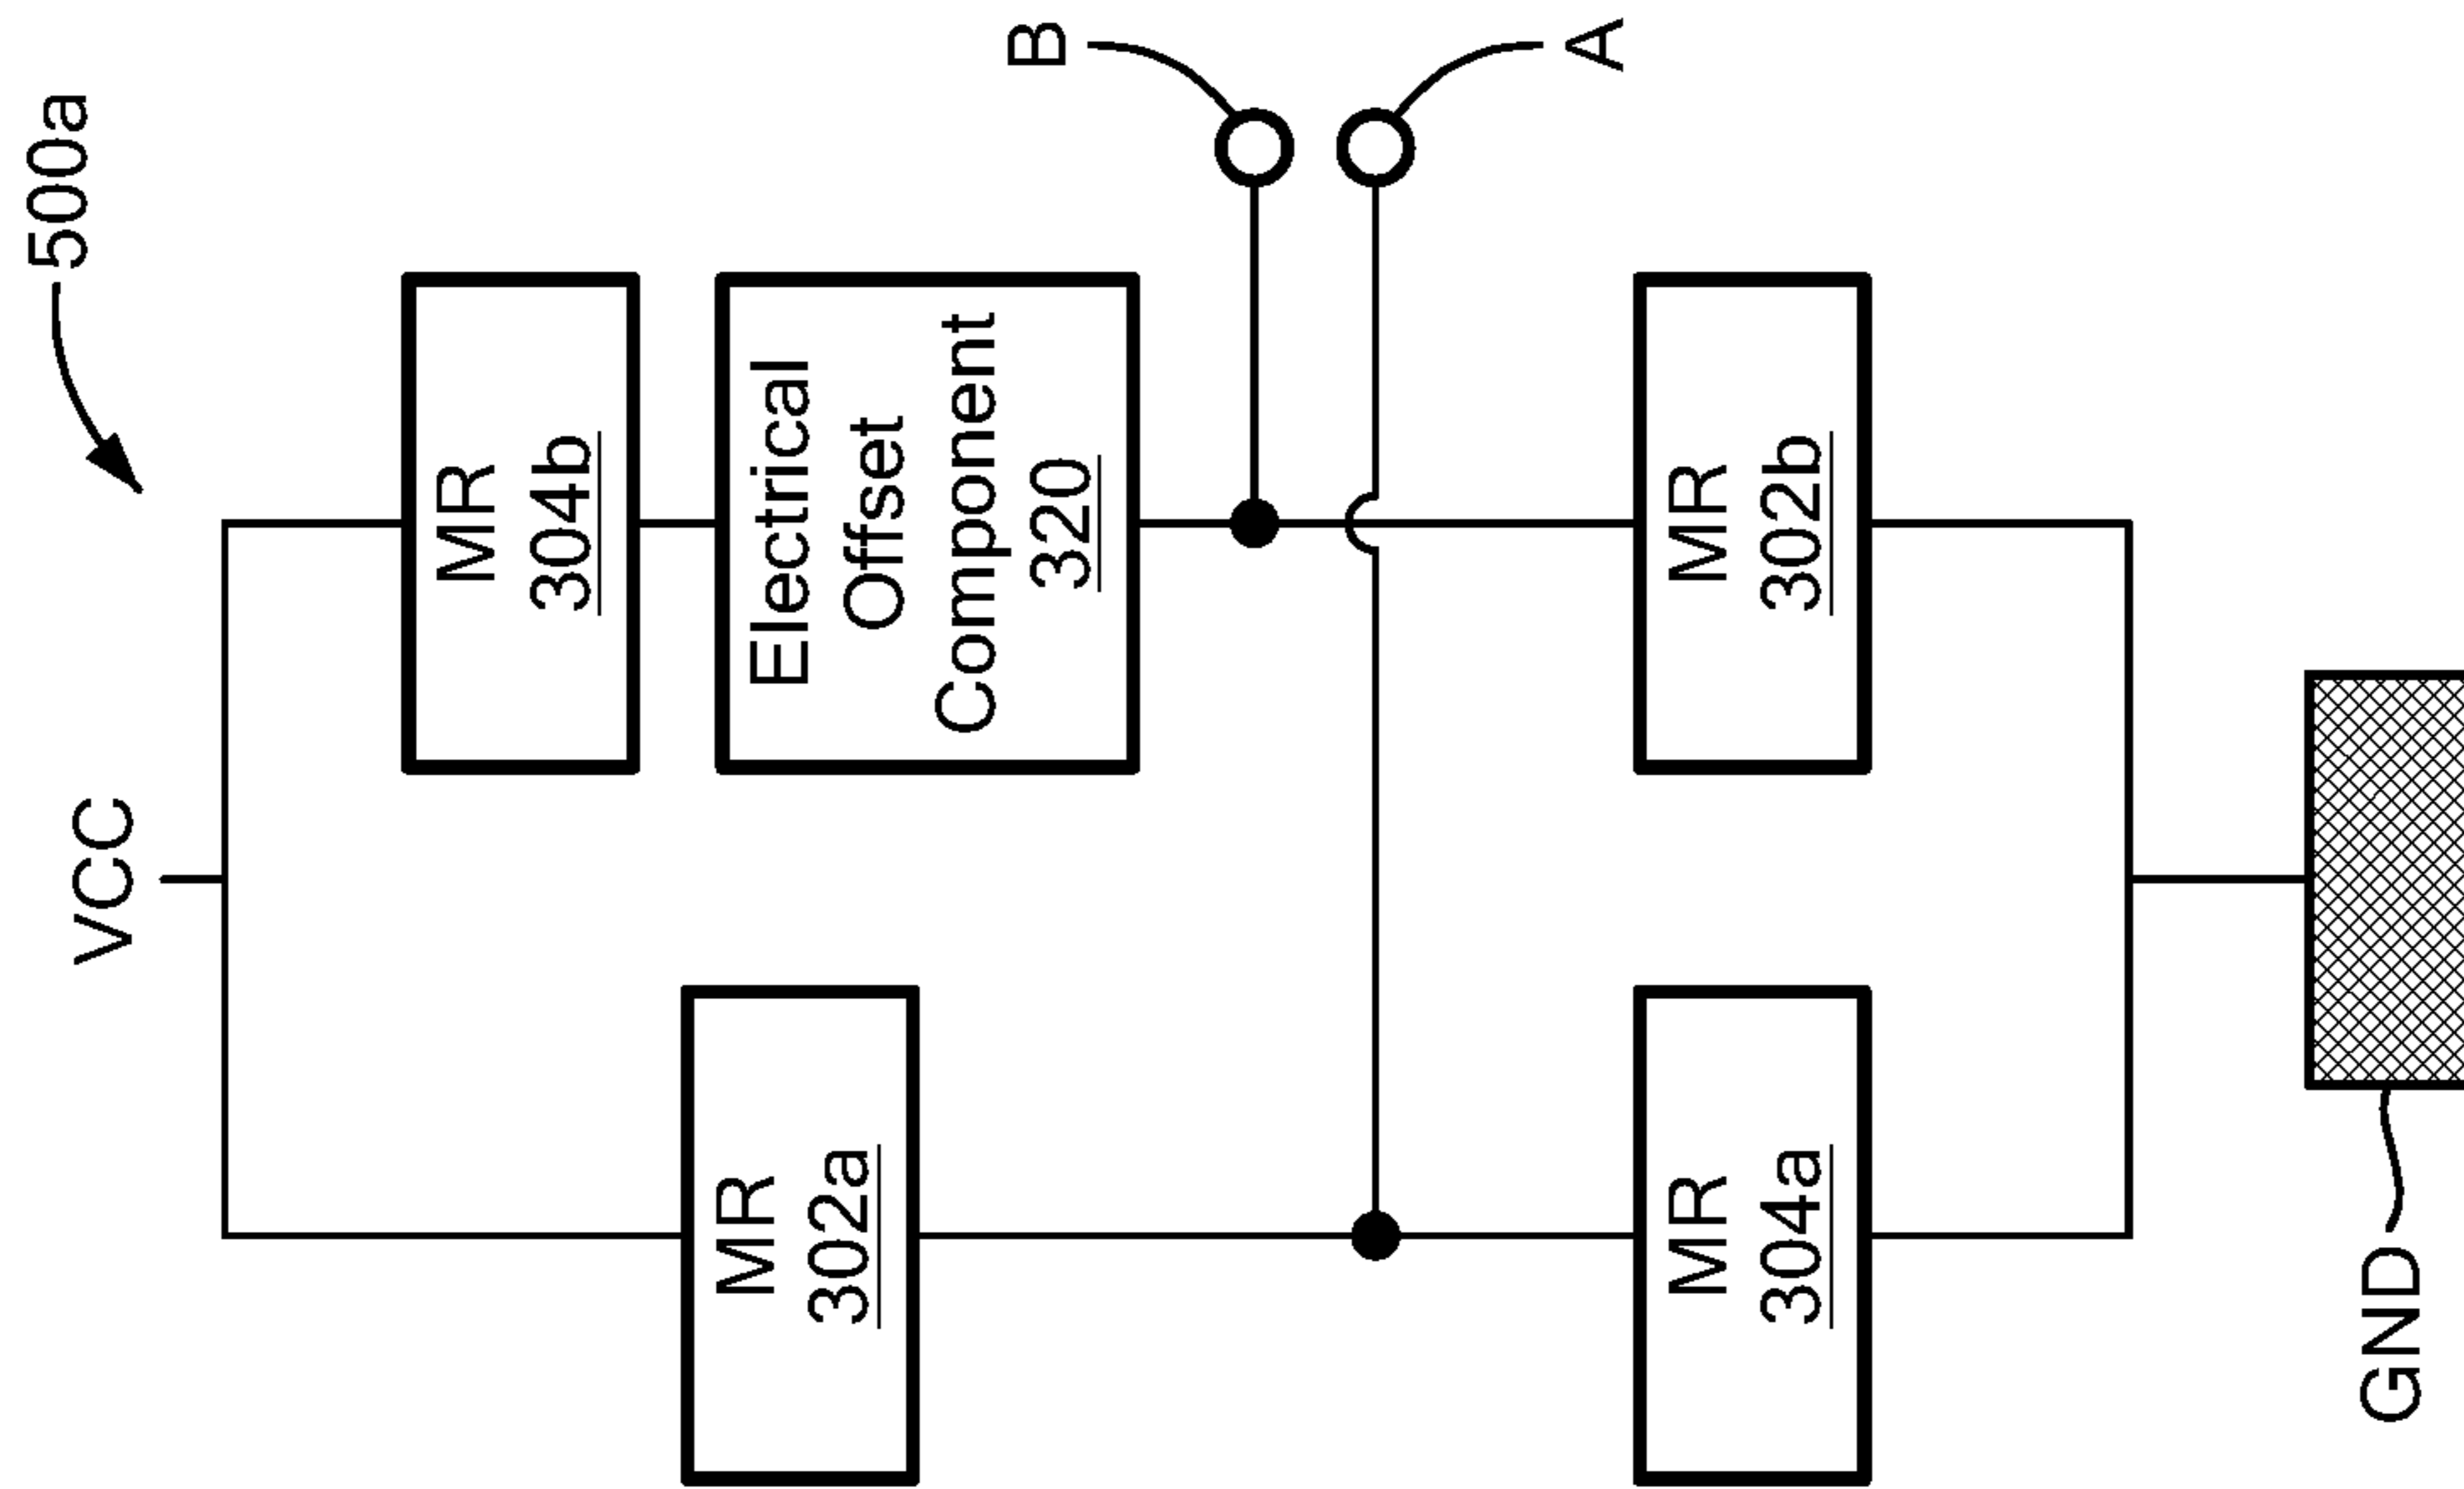 500a
VCC
MR
304b
Electrical
Offset
Component
320
B
A
MR
302a
MR
302b
MR
304a
GND